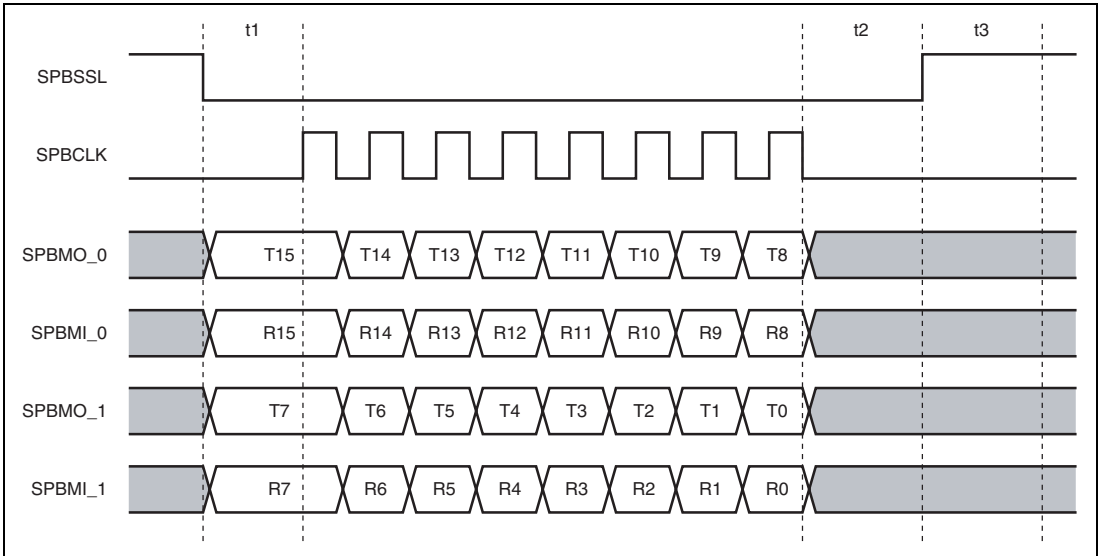 t1 t2 t3
SPBSSL
SPBCLK
SPBMO_0 T15 T14 T13 T12 T11 T10 T9 T8
SPBMI_0 R15 R14 R13 R12 R11 R10 R9 R8
SPBMO_1 T7 T6 T5 T4 T3 T2 T1 T0
SPBMI_1 R7 R6 R5 R4 R3 R2 R1 R0